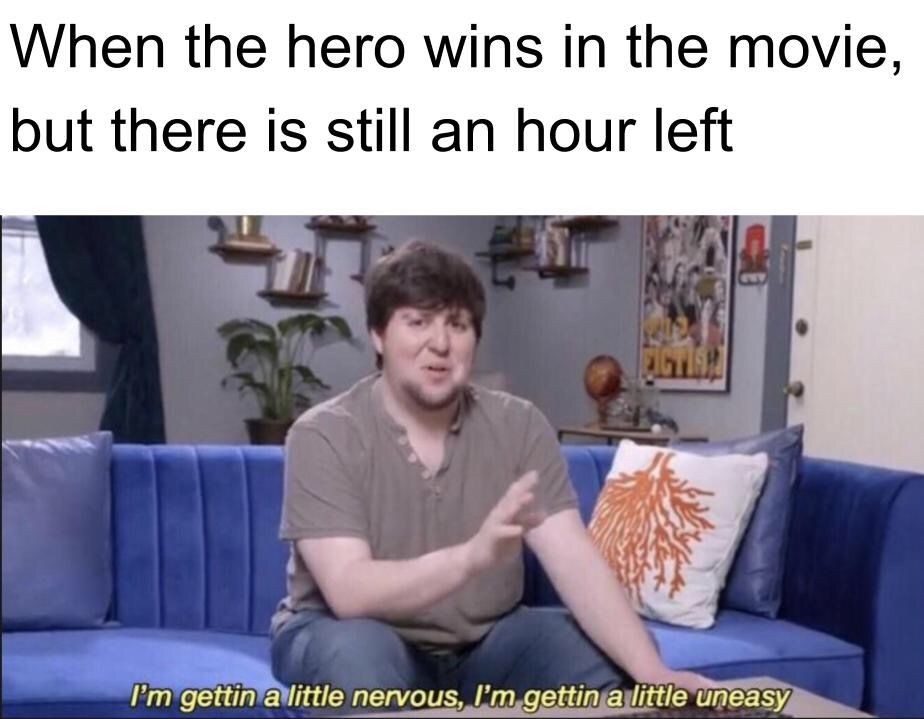 When the hero wins in the movie,
but there is still an hour left
FICTION
I'm gettin a little nervous, I'm gettin a little uneasy